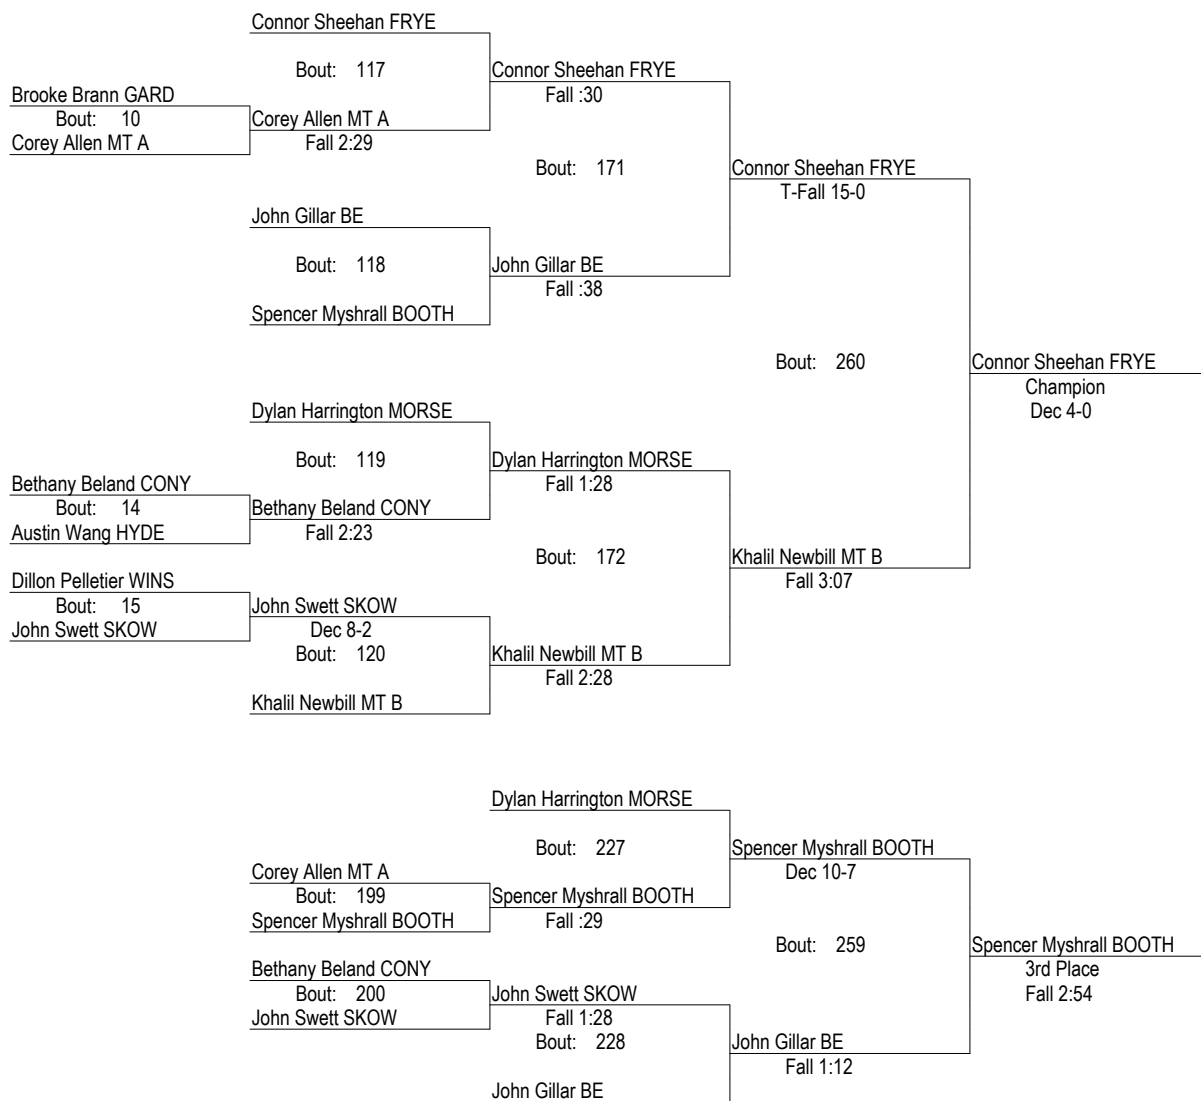 Connor Sheehan FRYE
Bout: 117
Connor Sheehan FRYE
Brooke Brann GARD
Fall :30
Bout: 10
Corey Allen MT A
Corey Allen MT A
Fall 2:29
Bout: 171
Connor Sheehan FRYE
T-Fall 15-0
John Gillar BE
Bout: 118
John Gillar BE
Fall :38
Spencer Myshrall BOOTH
Bout: 260
Connor Sheehan FRYE
Champion
Dec 4-0
Dylan Harrington MORSE
Bout: 119
Dylan Harrington MORSE
Bethany Beland CONY
Fall 1:28
Bout: 14
Bethany Beland CONY
Austin Wang HYDE
Fall 2:23
Bout: 172
Khalil Newbill MT B
Fall 3:07
Dillon Pelletier WINS
Bout: 15
John Swett SKOW
John Swett SKOW
Dec 8-2
Bout: 120
Khalil Newbill MT B
Fall 2:28
Khalil Newbill MT B
Dylan Harrington MORSE
Bout: 227
Spencer Myshrall BOOTH
Dec 10-7
Corey Allen MT A
Bout: 199
Spencer Myshrall BOOTH
Spencer Myshrall BOOTH
Fall :29
Bout: 259
Spencer Myshrall BOOTH
3rd Place
Fall 2:54
Bethany Beland CONY
Bout: 200
John Swett SKOW
John Swett SKOW
Fall 1:28
Bout: 228
John Gillar BE
Fall 1:12
John Gillar BE